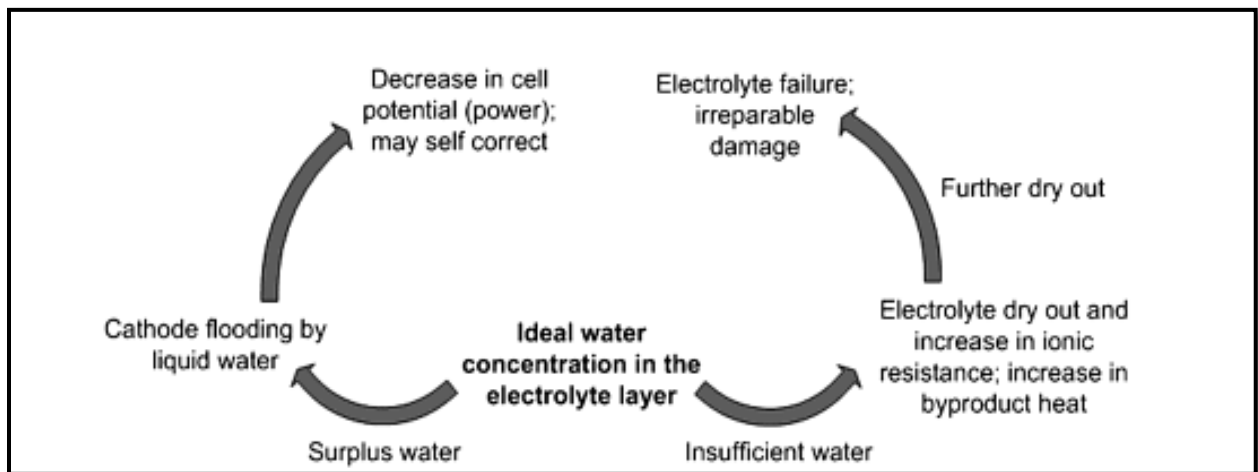 Decrease in cell
potential (power);
may self correct
Electrolyte failure;
irreparable
damage
Further dry out
Cathode flooding by
liquid water
Ideal water
concentration in the
electrolyte layer
Electrolyte dry out and
increase in ionic
resistance; increase in
byproduct heat
Surplus water
Insufficient water